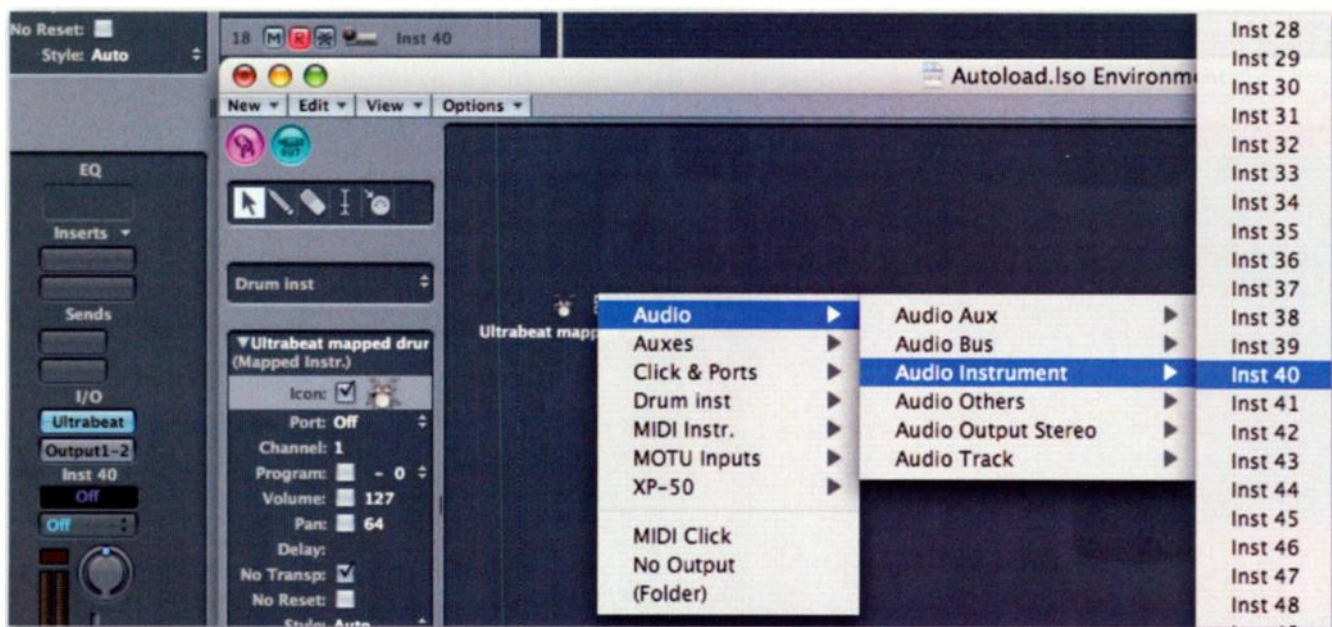 No Reset:
Style: Auto
EQ
Inserts
Sends
I/O
Ultrabeat
Output1-2
Inst 40
Off
Off
18 M R Inst 40
Autoload.lso Environme
New Edit View Options
OUT
Drum inst
Ultrabeat mapped drur
(Mapped Instr.)
Icon:
Port: Off
Channel: 1
Program: - 0
Volume: 127
Pan: 64
Delay:
No Transp:
No Reset:
Style: Auto
Ultrabeat mapp
Audio
Auxes
Click & Ports
Drum inst
MIDI Instr.
MOTU Inputs
XP-50
MIDI Click
No Output
(Folder)
Audio Aux
Audio Bus
Audio Instrument
Audio Others
Audio Output Stereo
Audio Track
Inst 28
Inst 29
Inst 30
Inst 31
Inst 32
Inst 33
Inst 34
Inst 35
Inst 36
Inst 37
Inst 38
Inst 39
Inst 40
Inst 41
Inst 42
Inst 43
Inst 44
Inst 45
Inst 46
Inst 47
Inst 48